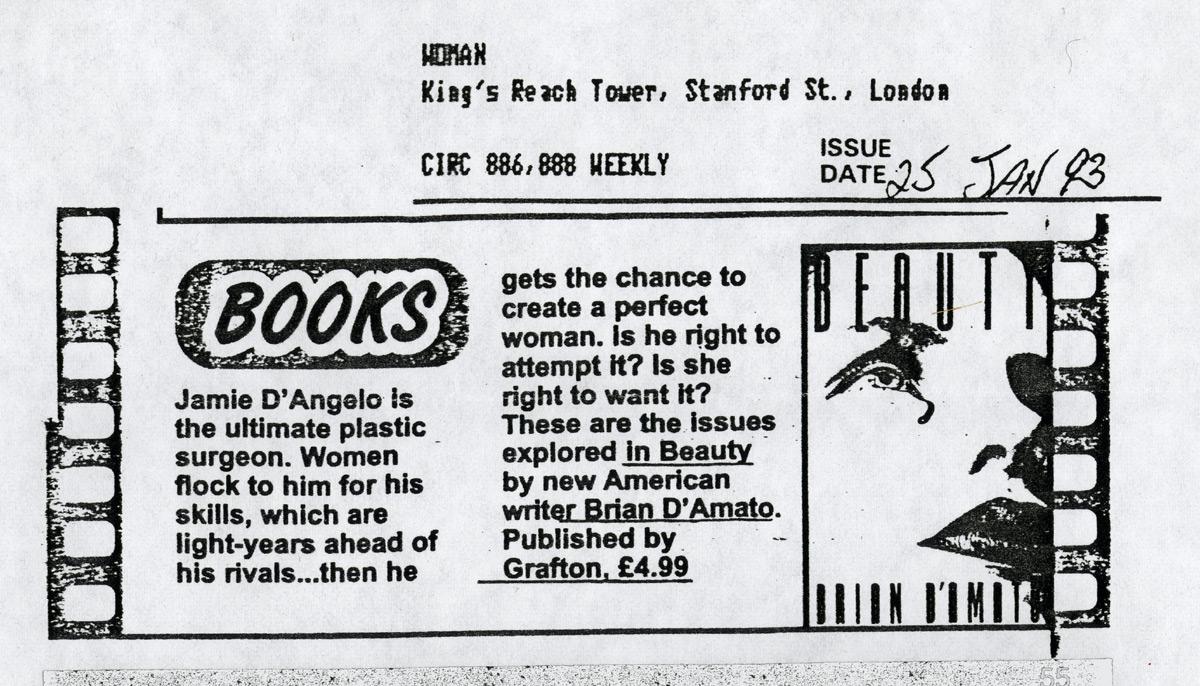 WOMAN
King's Reach Tower, Stanford St., London
CIRC 886,888 WEEKLY
ISSUE
DATE 25 JAN 93
BOOKS
Jamie D'Angelo is
the ultimate plastic
surgeon. Women
flock to him for his
skills, which are
light-years ahead of
his rivals...then he
gets the chance to
create a perfect
woman. Is he right to
attempt it? Is she
right to want it?
These are the issues
explored in Beauty
by new American
writer Brian D'Amato.
Published by
Grafton, £4.99
BEAUTY
BRIAN D'AMATO
55